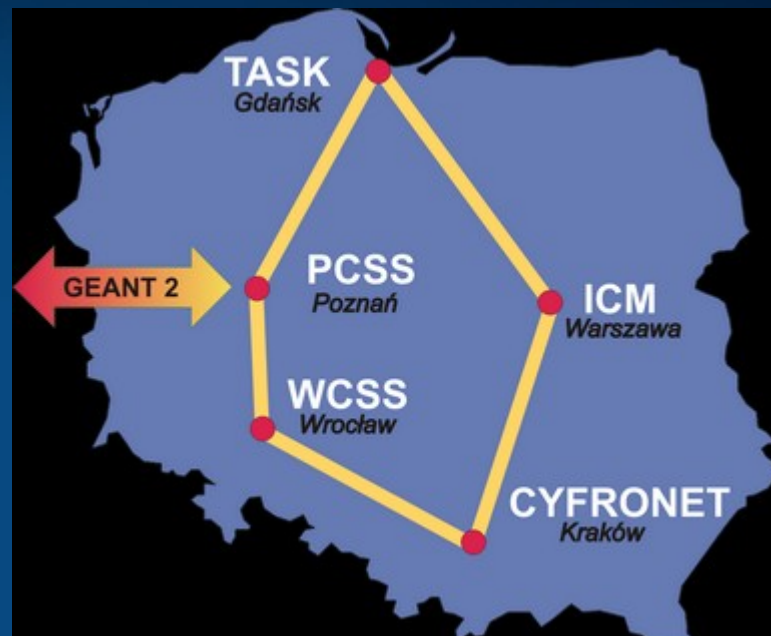 TASK
Gdańsk
GEANT 2
PCSS
Poznań
ICM
Warszawa
WCSS
Wrocław
CYFRONET
Kraków